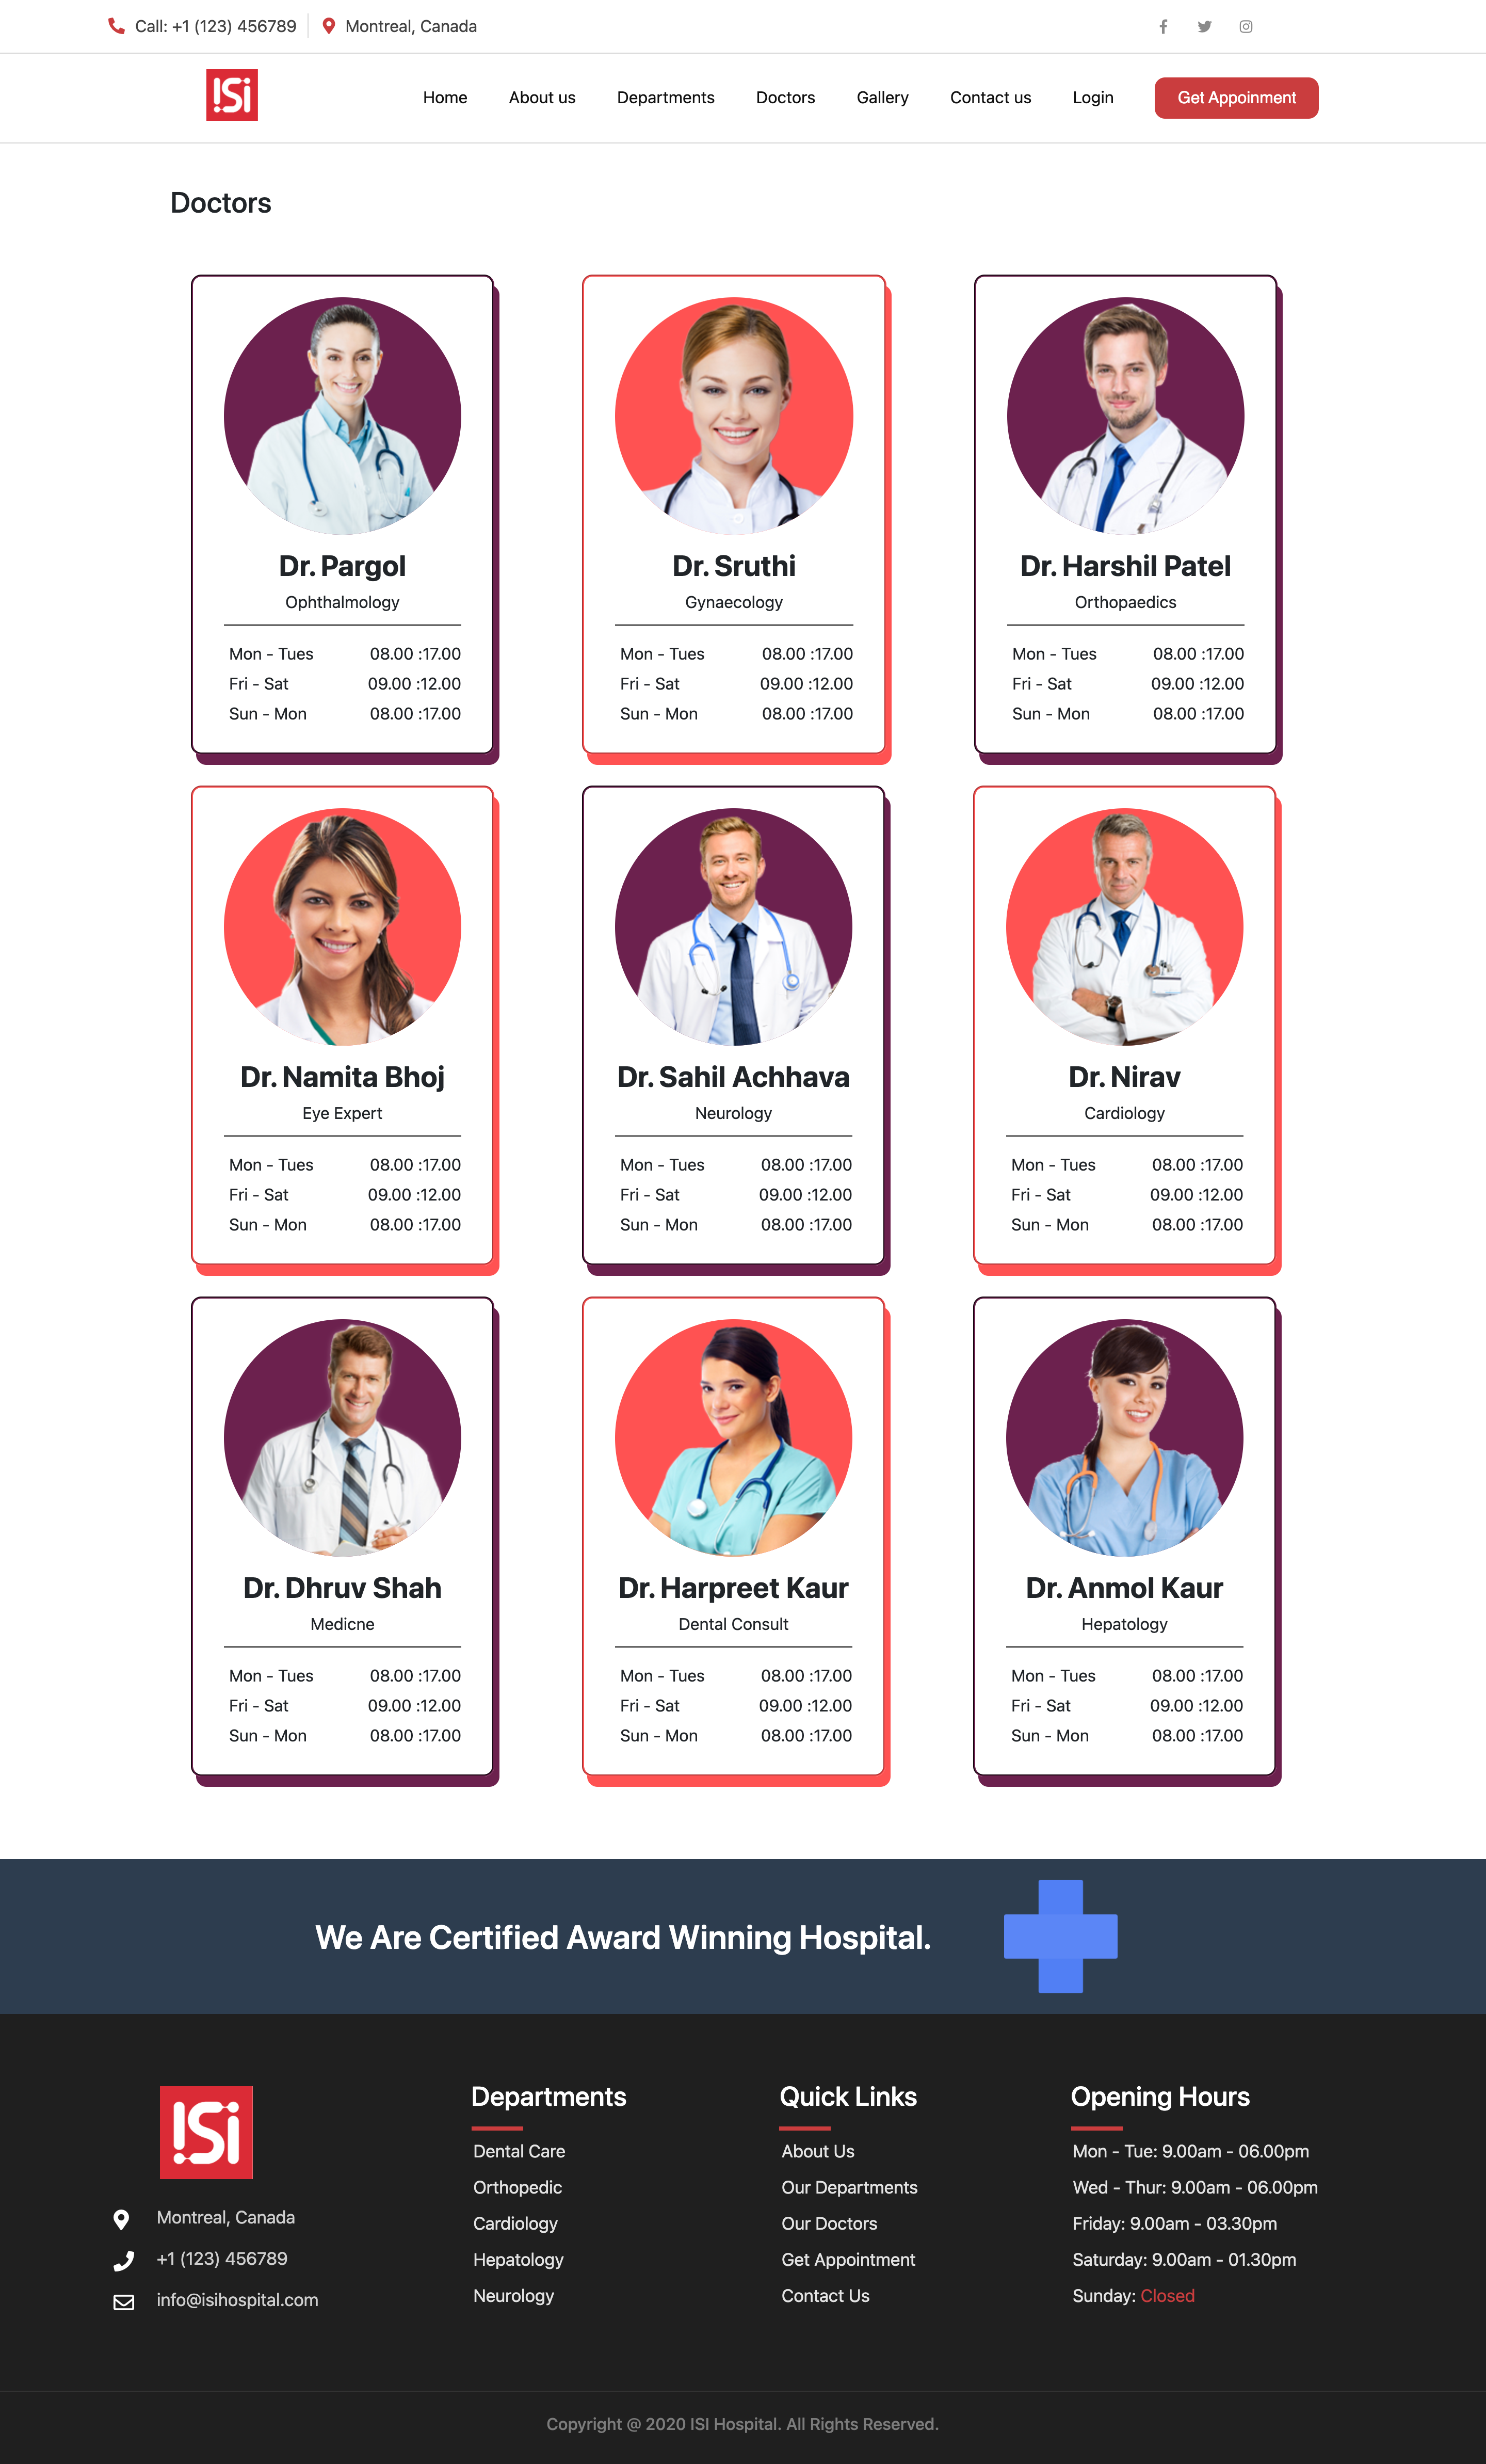 Call: +1 (123) 456789
Montreal, Canada
ISi
Home
About us
Departments
Doctors
Gallery
Contact us
Login
Get Appoinment
Doctors
Dr. Pargol
Ophthalmology
Mon - Tues 08.00 :17.00
Fri - Sat 09.00 :12.00
Sun - Mon 08.00 :17.00
Dr. Sruthi
Gynaecology
Mon - Tues 08.00 :17.00
Fri - Sat 09.00 :12.00
Sun - Mon 08.00 :17.00
Dr. Harshil Patel
Orthopaedics
Mon - Tues 08.00 :17.00
Fri - Sat 09.00 :12.00
Sun - Mon 08.00 :17.00
Dr. Namita Bhoj
Eye Expert
Mon - Tues 08.00 :17.00
Fri - Sat 09.00 :12.00
Sun - Mon 08.00 :17.00
Dr. Sahil Achhava
Neurology
Mon - Tues 08.00 :17.00
Fri - Sat 09.00 :12.00
Sun - Mon 08.00 :17.00
Dr. Nirav
Cardiology
Mon - Tues 08.00 :17.00
Fri - Sat 09.00 :12.00
Sun - Mon 08.00 :17.00
Dr. Dhruv Shah
Medicne
Mon - Tues 08.00 :17.00
Fri - Sat 09.00 :12.00
Sun - Mon 08.00 :17.00
Dr. Harpreet Kaur
Dental Consult
Mon - Tues 08.00 :17.00
Fri - Sat 09.00 :12.00
Sun - Mon 08.00 :17.00
Dr. Anmol Kaur
Hepatology
Mon - Tues 08.00 :17.00
Fri - Sat 09.00 :12.00
Sun - Mon 08.00 :17.00
We Are Certified Award Winning Hospital.
ISi
Montreal, Canada
+1 (123) 456789
info@isihospital.com
Departments
Dental Care
Orthopedic
Cardiology
Hepatology
Neurology
Quick Links
About Us
Our Departments
Our Doctors
Get Appointment
Contact Us
Opening Hours
Mon - Tue: 9.00am - 06.00pm
Wed - Thur: 9.00am - 06.00pm
Friday: 9.00am - 03.30pm
Saturday: 9.00am - 01.30pm
Sunday: Closed
Copyright @ 2020 ISI Hospital. All Rights Reserved.